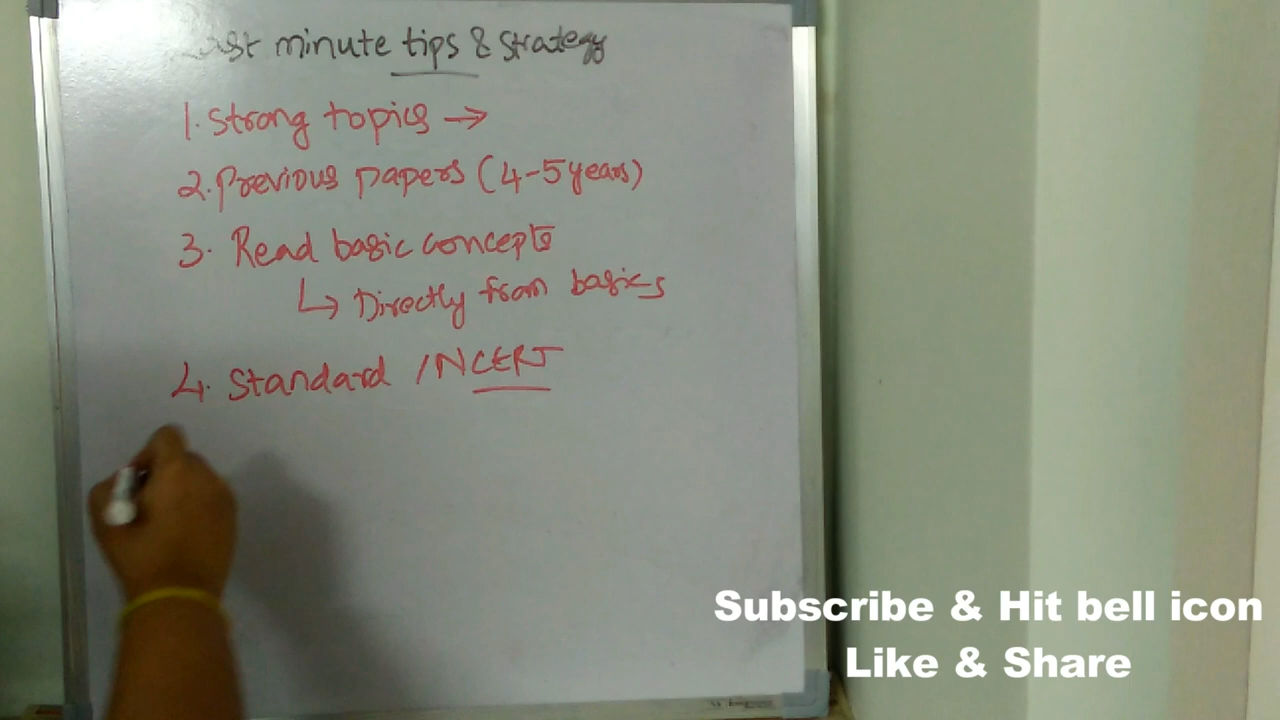 minute tips & strategy
1. Strong topics →
2. Previous papers (4-5 years)
3. Read basic concepts
↳ Directly from basics
4. Standard /NCERT
Subscribe & Hit bell icon
Like & Share